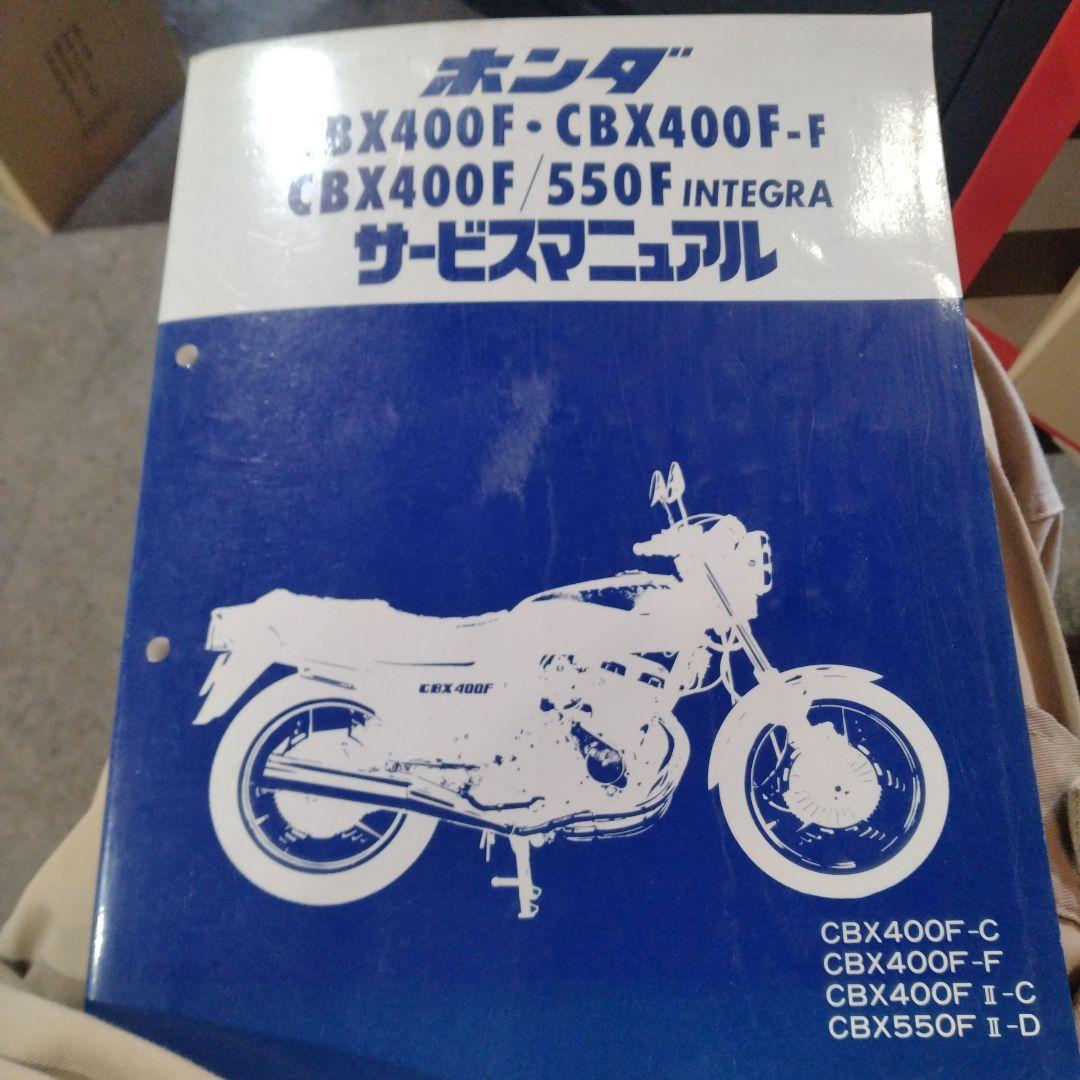 ホンダ
CBX400F・CBX400F-F
CBX400F/550F INTEGRA
サービスマニュアル
CBX400F
CBX400F-C
CBX400F-F
CBX400F Ⅱ-C
CBX550F Ⅱ-D